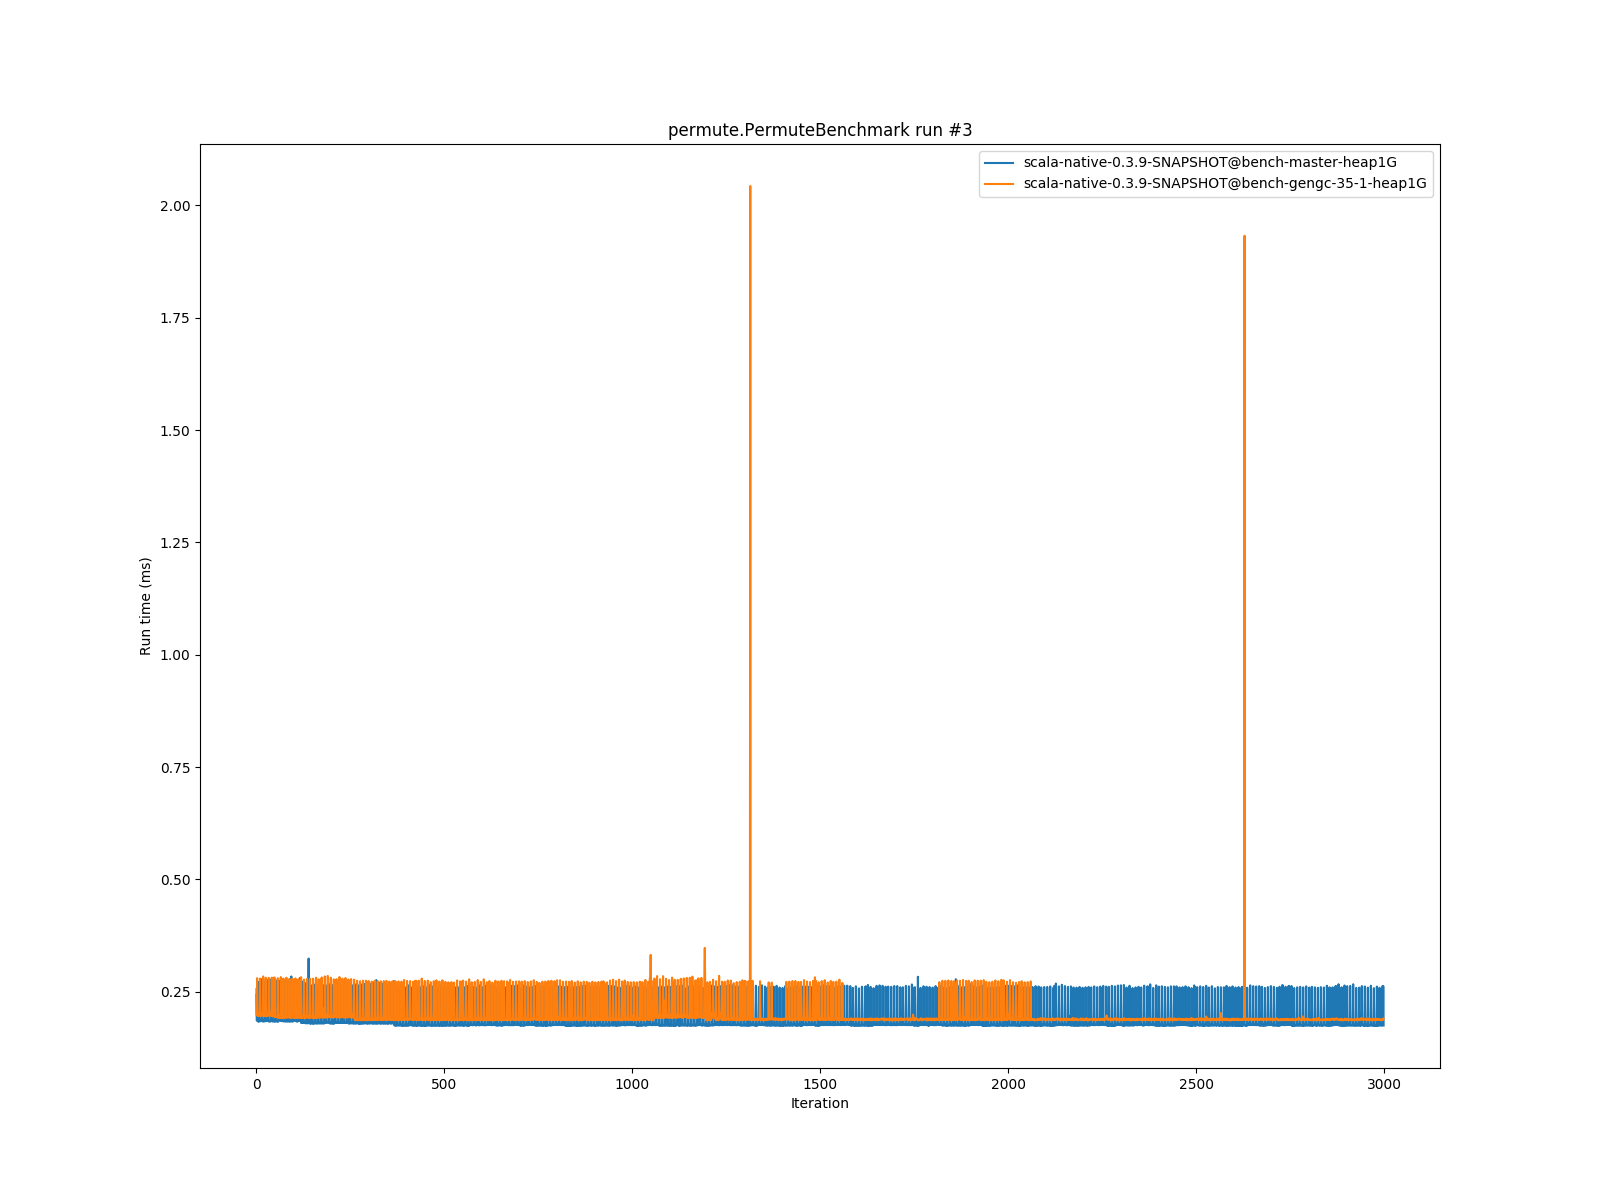 permute.PermuteBenchmark run #3
scala-native-0.3.9-SNAPSHOT@bench-master-heap1G
scala-native-0.3.9-SNAPSHOT@bench-gengc-35-1-heap1G
Run time (ms)
2.00
1.75
1.50
1.25
1.00
0.75
0.50
0.25
0 500 1000 1500 2000 2500 3000
Iteration